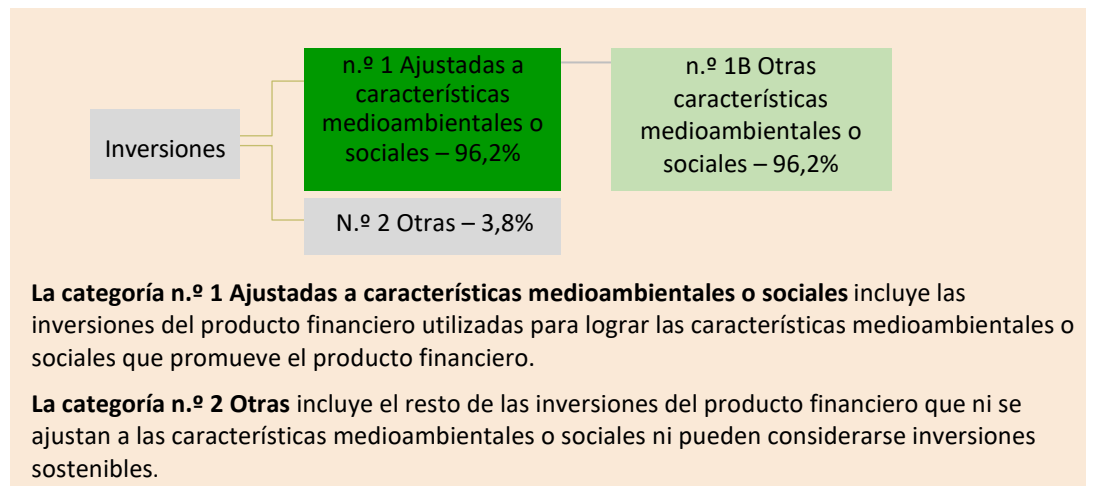 Inversiones
n.º 1 Ajustadas a
características
medioambientales o
sociales – 96,2%
n.º 1B Otras
características
medioambientales o
sociales – 96,2%
N.º 2 Otras – 3,8%
La categoría n.º 1 Ajustadas a características medioambientales o sociales incluye las
inversiones del producto financiero utilizadas para lograr las características medioambientales o
sociales que promueve el producto financiero.
La categoría n.º 2 Otras incluye el resto de las inversiones del producto financiero que ni se
ajustan a las características medioambientales o sociales ni pueden considerarse inversiones
sostenibles.